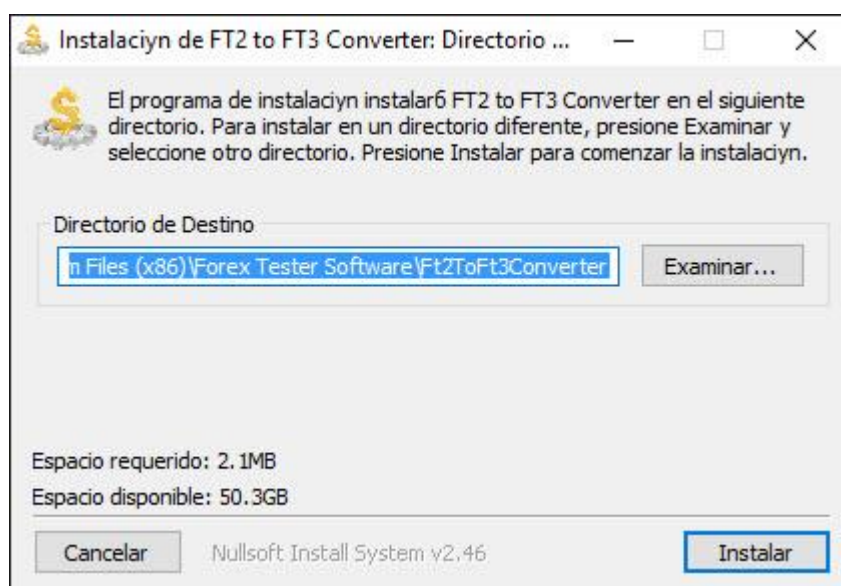 Instalaciyn de FT2 to FT3 Converter: Directorio ...
El programa de instalaciyn instalarб FT2 to FT3 Converter en el siguiente
directorio. Para instalar en un directorio diferente, presione Examinar y
seleccione otro directorio. Presione Instalar para comenzar la instalaciyn.
Directorio de Destino
n Files (x86)\Forex Tester Software\Ft2ToFt3Converter
Examinar...
Espacio requerido: 2.1MB
Espacio disponible: 50.3GB
Cancelar
Nullsoft Install System v2.46
Instalar